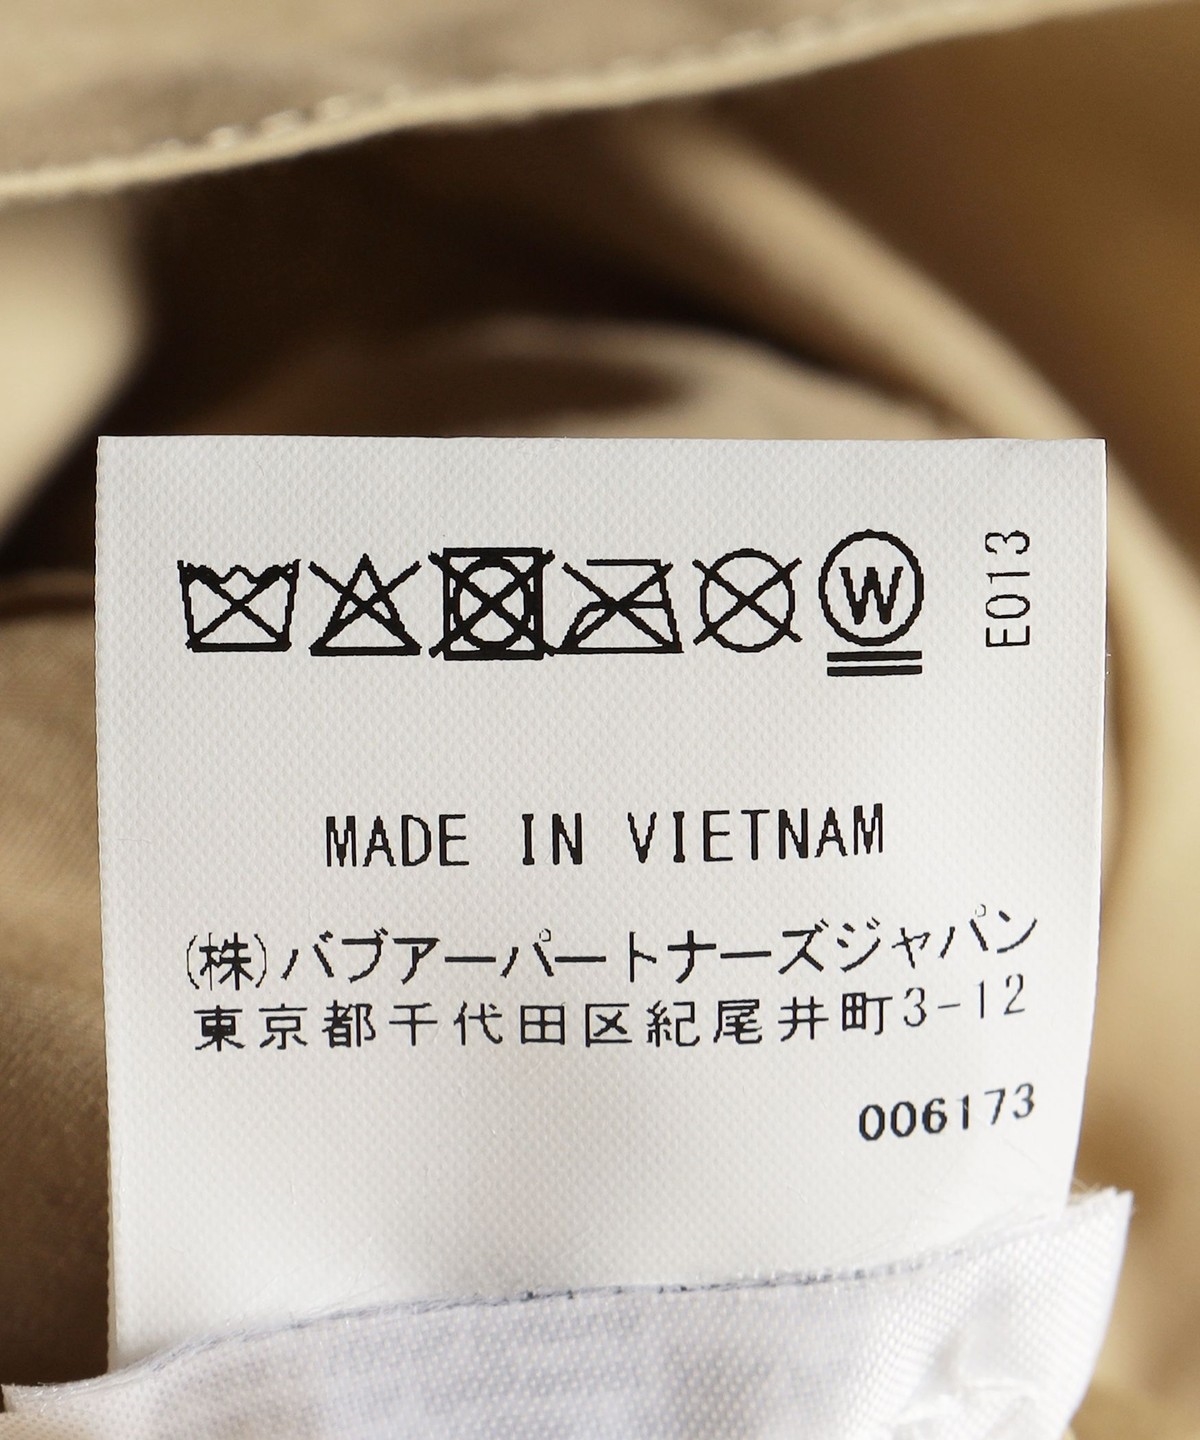 W
E013
MADE IN VIETNAM
(株)バブアーパートナーズジャパン
東京都千代田区紀尾井町3-12
006173